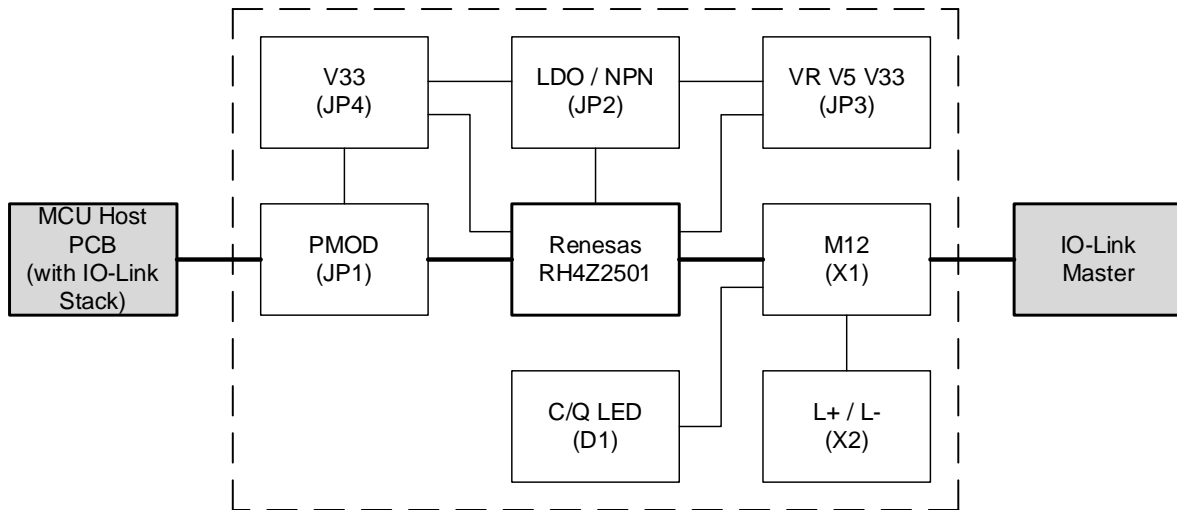 V33
(JP4)
LDO / NPN
(JP2)
VR V5 V33
(JP3)
MCU Host
PCB
(with IO-Link
Stack)
PMOD
(JP1)
Renesas
RH4Z2501
M12
(X1)
IO-Link
Master
C/Q LED
(D1)
L+ / L-
(X2)